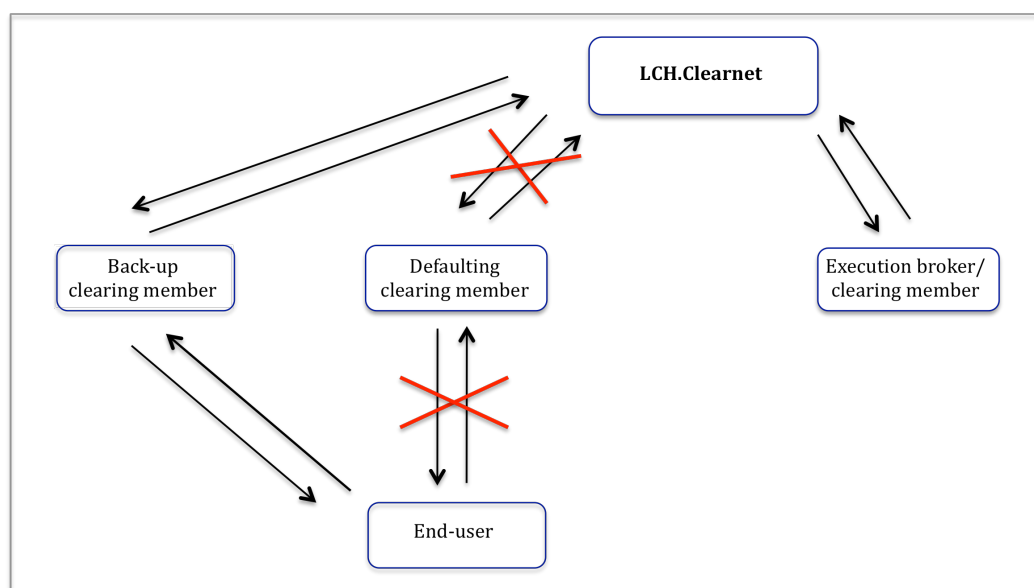 LCH.Clearnet
Back-up
clearing member
Defaulting
clearing member
Execution broker/
clearing member
End-user